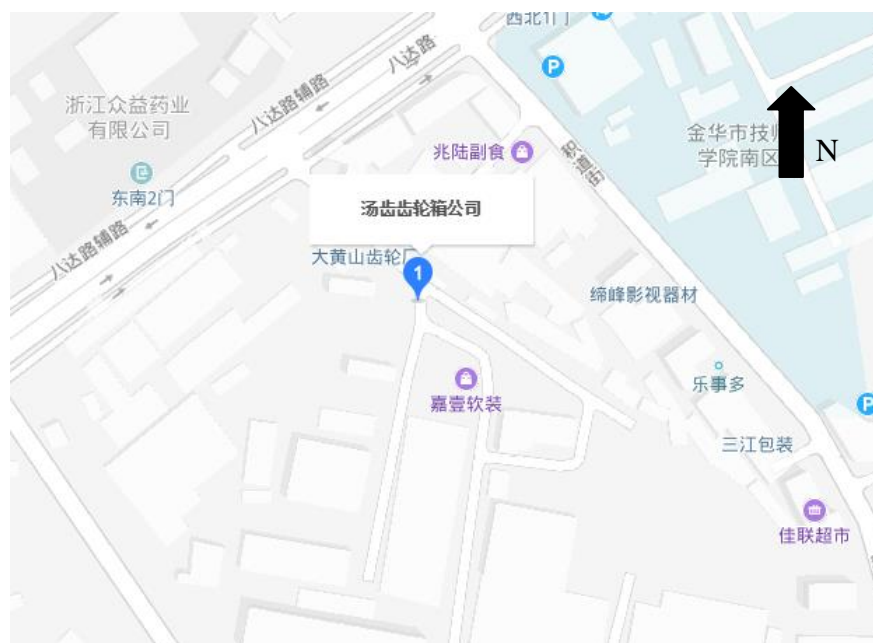 西北1门
P
八达路
八达路辅路
浙江众益药业
有限公司
金华市技师
学院南区
N
兆陆副食
积道街
东南2门
汤齿齿轮箱公司
八达路辅路
大黄山齿轮厂
1
缔峰影视器材
乐事多
嘉壹软装
P
三江包装
佳联超市